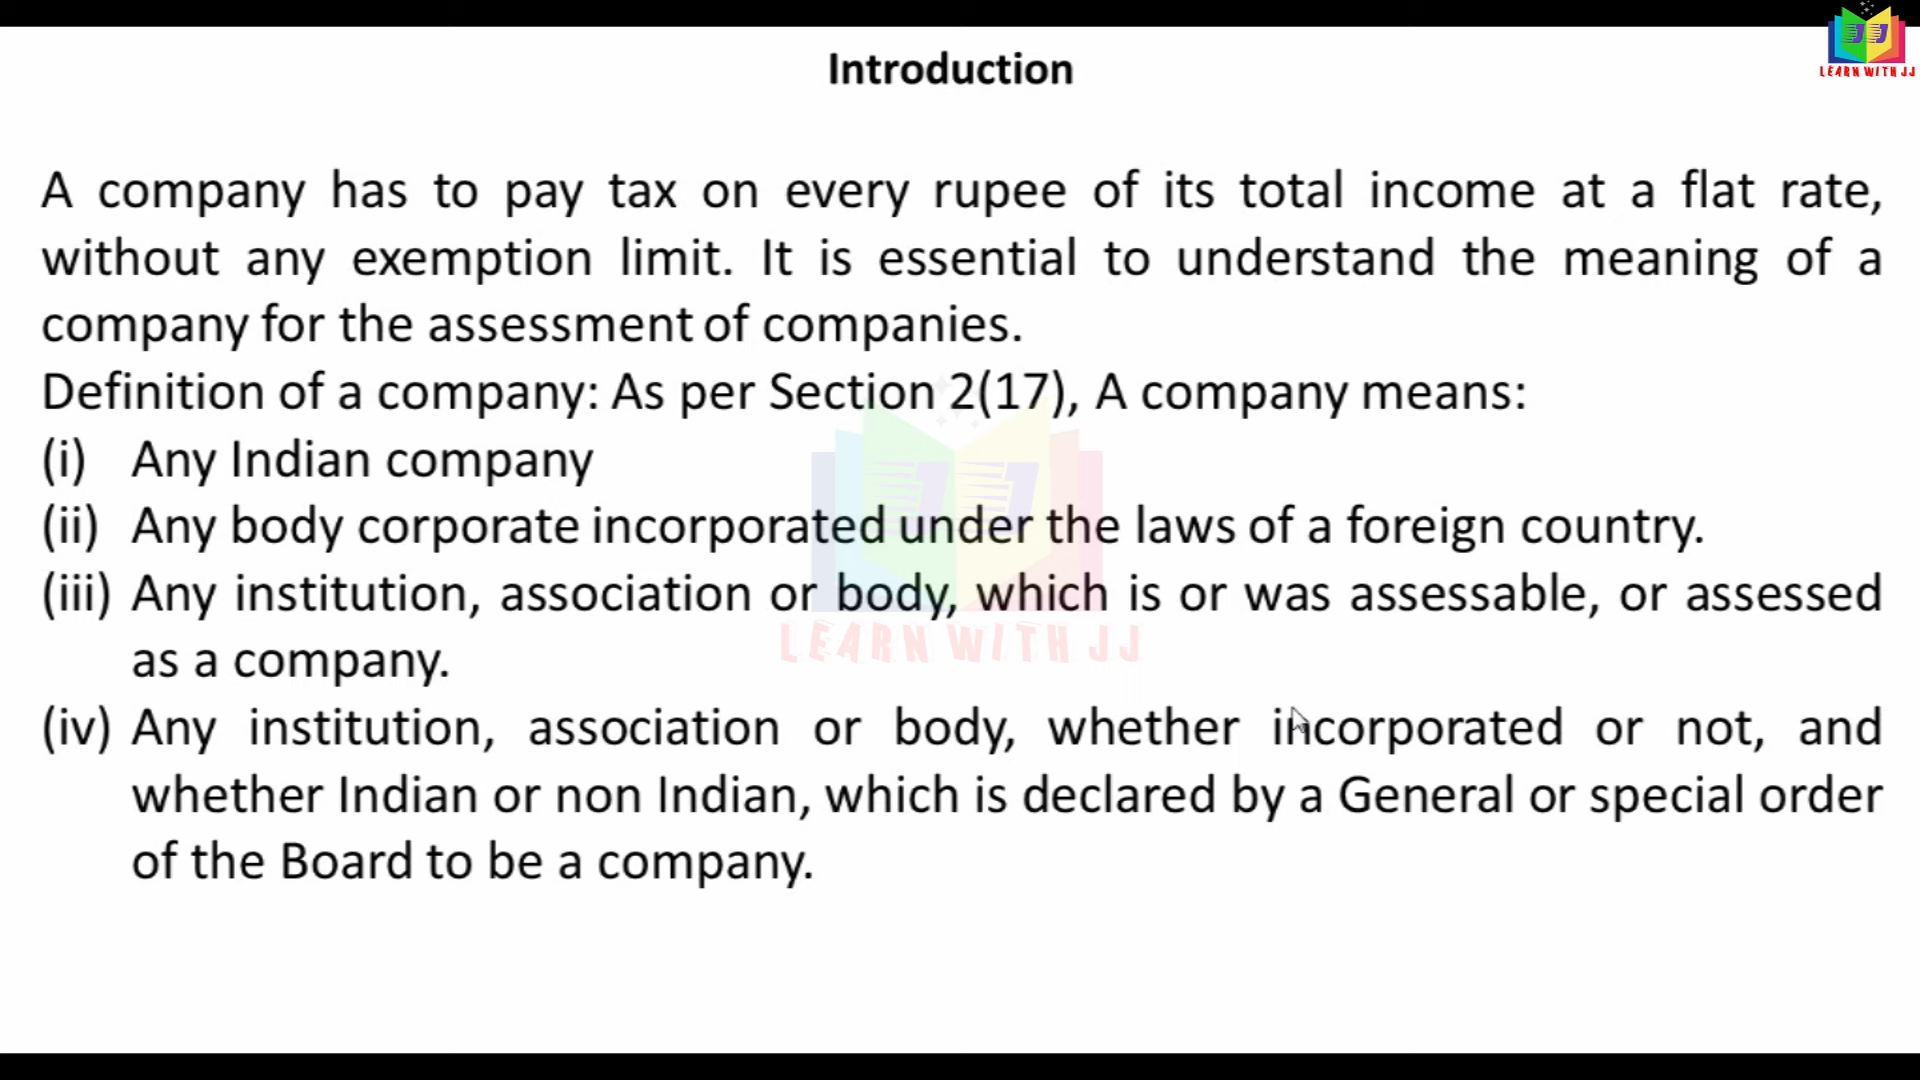 LEARN WITH JJ
Introduction
A company has to pay tax on every rupee of its total income at a flat rate,
without any exemption limit. It is essential to understand the meaning of a
company for the assessment of companies.
Definition of a company: As per Section 2(17), A company means:
(i) Any Indian company
(ii) Any body corporate incorporated under the laws of a foreign country.
(iii) Any institution, association or body, which is or was assessable, or assessed
as a company.
LEARN WITH JJ
(iv) Any institution, association or body, whether incorporated or not, and
whether Indian or non Indian, which is declared by a General or special order
of the Board to be a company.